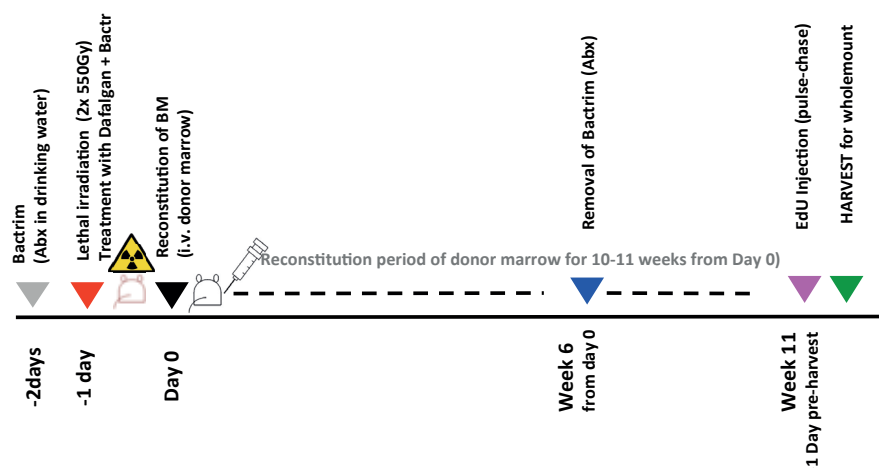 Bactrim
(Abx in drinking water)
Lethal irradiation (2x 550Gy)
Treatment with Dafalgan + Bactr
Reconstitution of BM
(i.v. donor marrow)
Reconstitution period of donor marrow for 10-11 weeks from Day 0)
Removal of Bactrim (Abx)
EdU Injection (pulse-chase)
HARVEST for wholemount
-2days
-1 day
Day 0
Week 6
from day 0
Week 11
1 Day pre-harvest